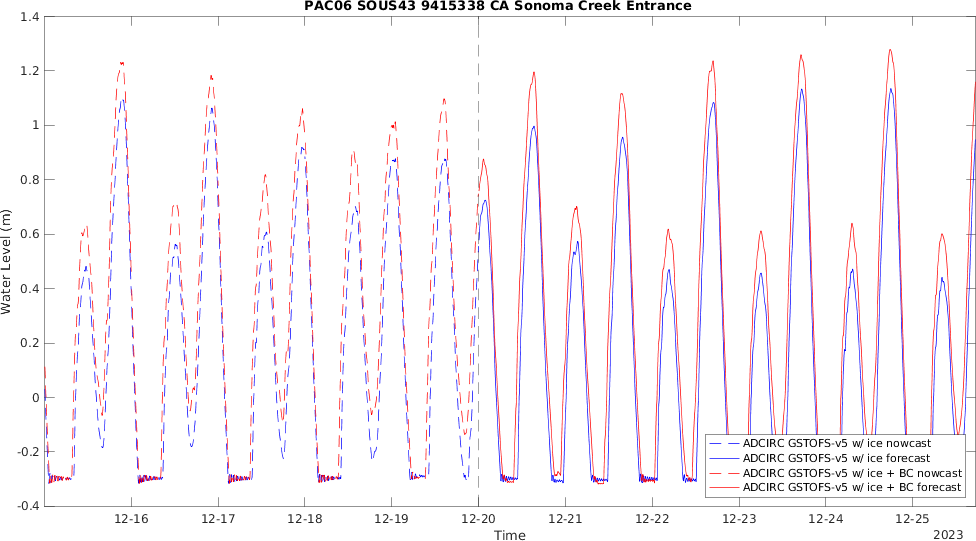 PAC06 SOUS43 9415338 CA Sonoma Creek Entrance
1.4
1.2
1
0.8
0.6
0.4
0.2
0
-0.2
-0.4
Water Level (m)
12-16 12-17 12-18 12-19 12-20 12-21 12-22 12-23 12-24 12-25
Time
2023
ADCIRC GSTOFS-v5 w/ ice nowcast
ADCIRC GSTOFS-v5 w/ ice forecast
ADCIRC GSTOFS-v5 w/ ice + BC nowcast
ADCIRC GSTOFS-v5 w/ ice + BC forecast